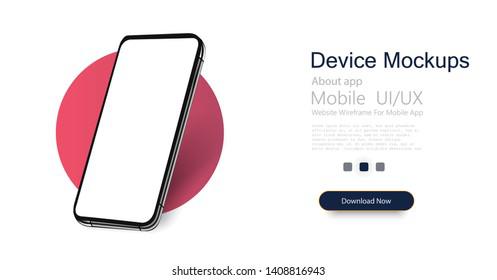 Device Mockups
About app
Mobile UI/UX
Website Wireframe For Mobile App
Download Now
shutterstock.com · 1408816943